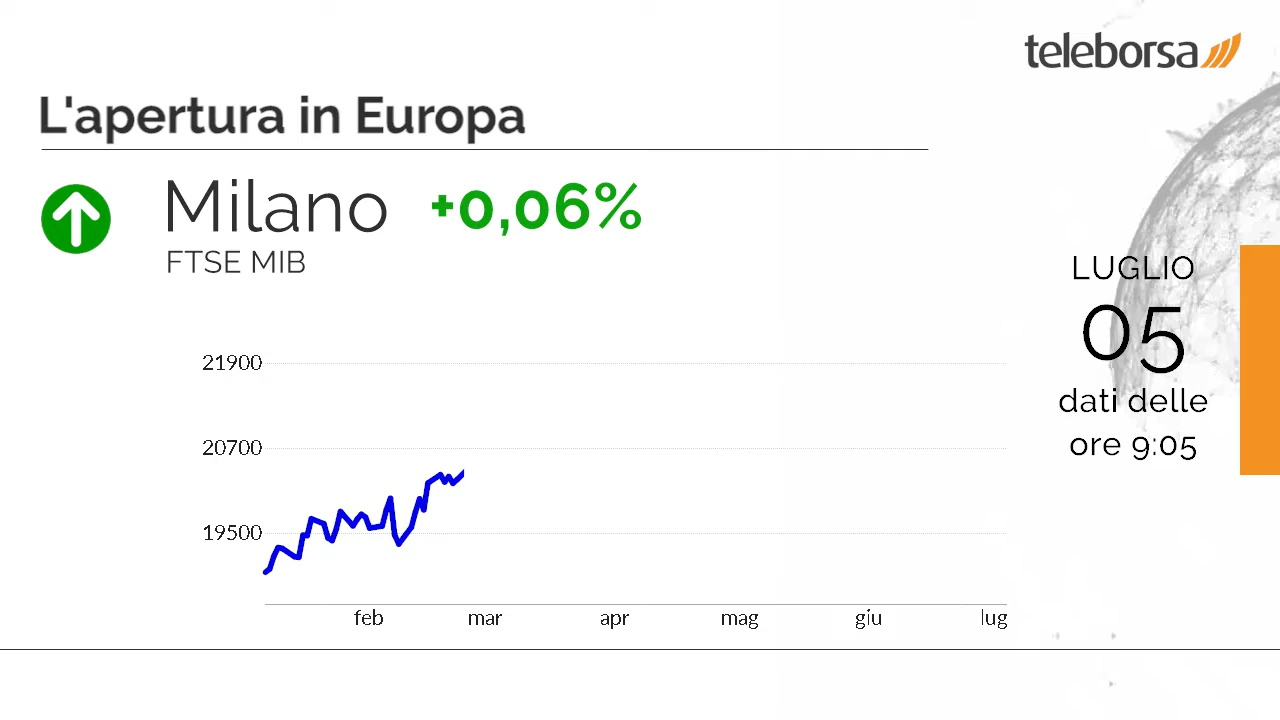 teleborsa
L'apertura in Europa
Milano +0,06%
FTSE MIB
LUGLIO
05
dati delle
ore 9:05
21900
20700
19500
feb mar apr mag giu lug